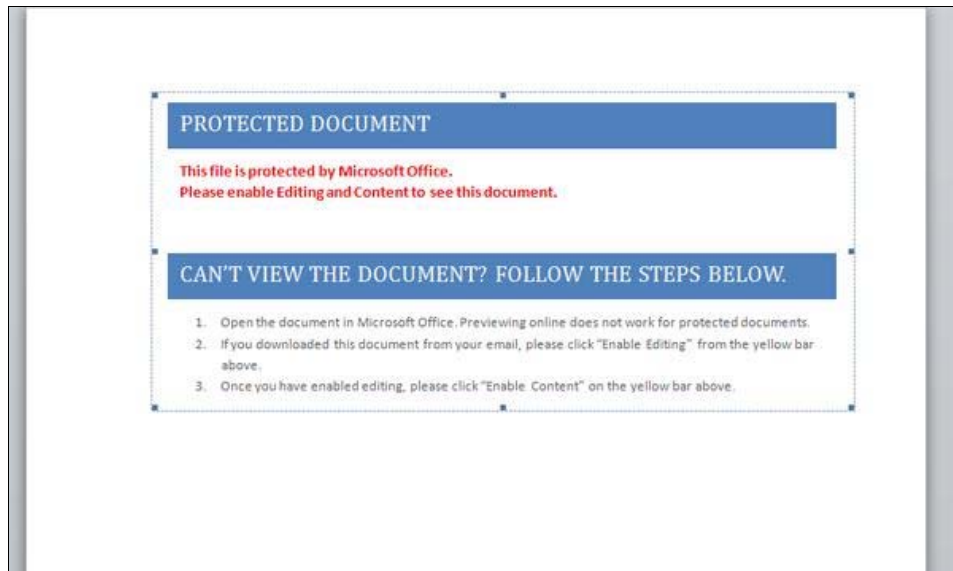 PROTECTED DOCUMENT
This file is protected by Microsoft Office.
Please enable Editing and Content to see this document.
CAN'T VIEW THE DOCUMENT? FOLLOW THE STEPS BELOW.
1. Open the document in Microsoft Office. Previewing online does not work for protected documents.
2. If you downloaded this document from your email, please click “Enable Editing” from the yellow bar
above.
3. Once you have enabled editing, please click “Enable Content” on the yellow bar above.